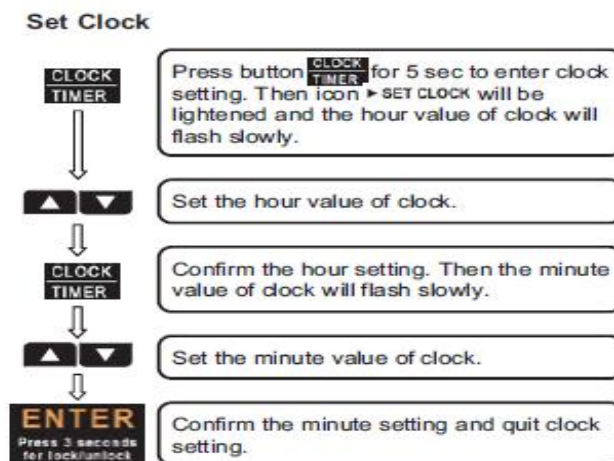 Set Clock
CLOCK
TIMER
Press button CLOCK TIMER for 5 sec to enter clock
setting. Then icon ▸ SET CLOCK will be
lightened and the hour value of clock will
flash slowly.
Set the hour value of clock.
CLOCK
TIMER
Confirm the hour setting. Then the minute
value of clock will flash slowly.
Set the minute value of clock.
ENTER
Press 3 seconds
for lock/unlock
Confirm the minute setting and quit clock
setting.